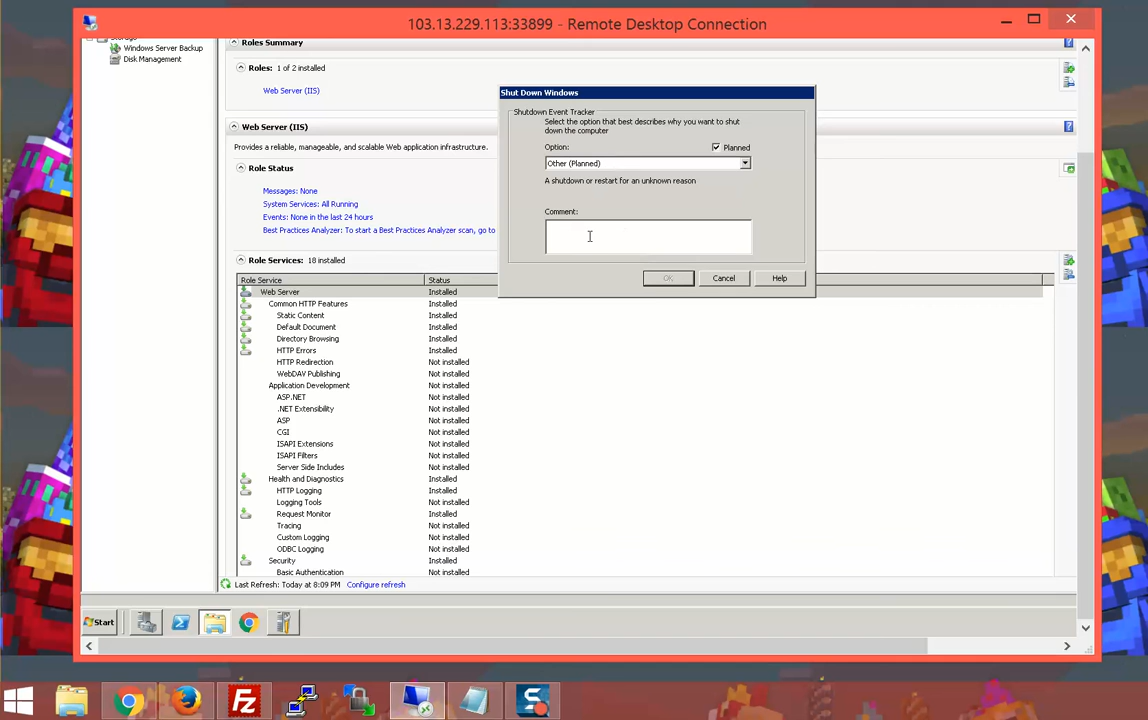 103.13.229.113:33899 - Remote Desktop Connection
Windows Server Backup
Disk Management
Roles Summary
Roles: 1 of 2 installed
Web Server (IIS)
Web Server (IIS)
Provides a reliable, manageable, and scalable Web application infrastructure.
Role Status
Messages: None
System Services: All Running
Events: None in the last 24 hours
Best Practices Analyzer: To start a Best Practices Analyzer scan, go to
Role Services: 18 installed
Role Service Status
Web Server Installed
Common HTTP Features Installed
Static Content Installed
Default Document Installed
Directory Browsing Installed
HTTP Errors Installed
HTTP Redirection Not installed
WebDAV Publishing Not installed
Application Development Not installed
ASP.NET Not installed
.NET Extensibility Not installed
ASP Not installed
CGI Not installed
ISAPI Extensions Not installed
ISAPI Filters Not installed
Server Side Includes Not installed
Health and Diagnostics Installed
HTTP Logging Installed
Logging Tools Not installed
Request Monitor Installed
Tracing Not installed
Custom Logging Not installed
ODBC Logging Not installed
Security Installed
Basic Authentication Not installed
Last Refresh: Today at 8:09 PM Configure refresh
Shut Down Windows
Shutdown Event Tracker
Select the option that best describes why you want to shut
down the computer
Option: Planned
Other (Planned)
A shutdown or restart for an unknown reason
Comment:
OK Cancel Help
Start
Fz
S